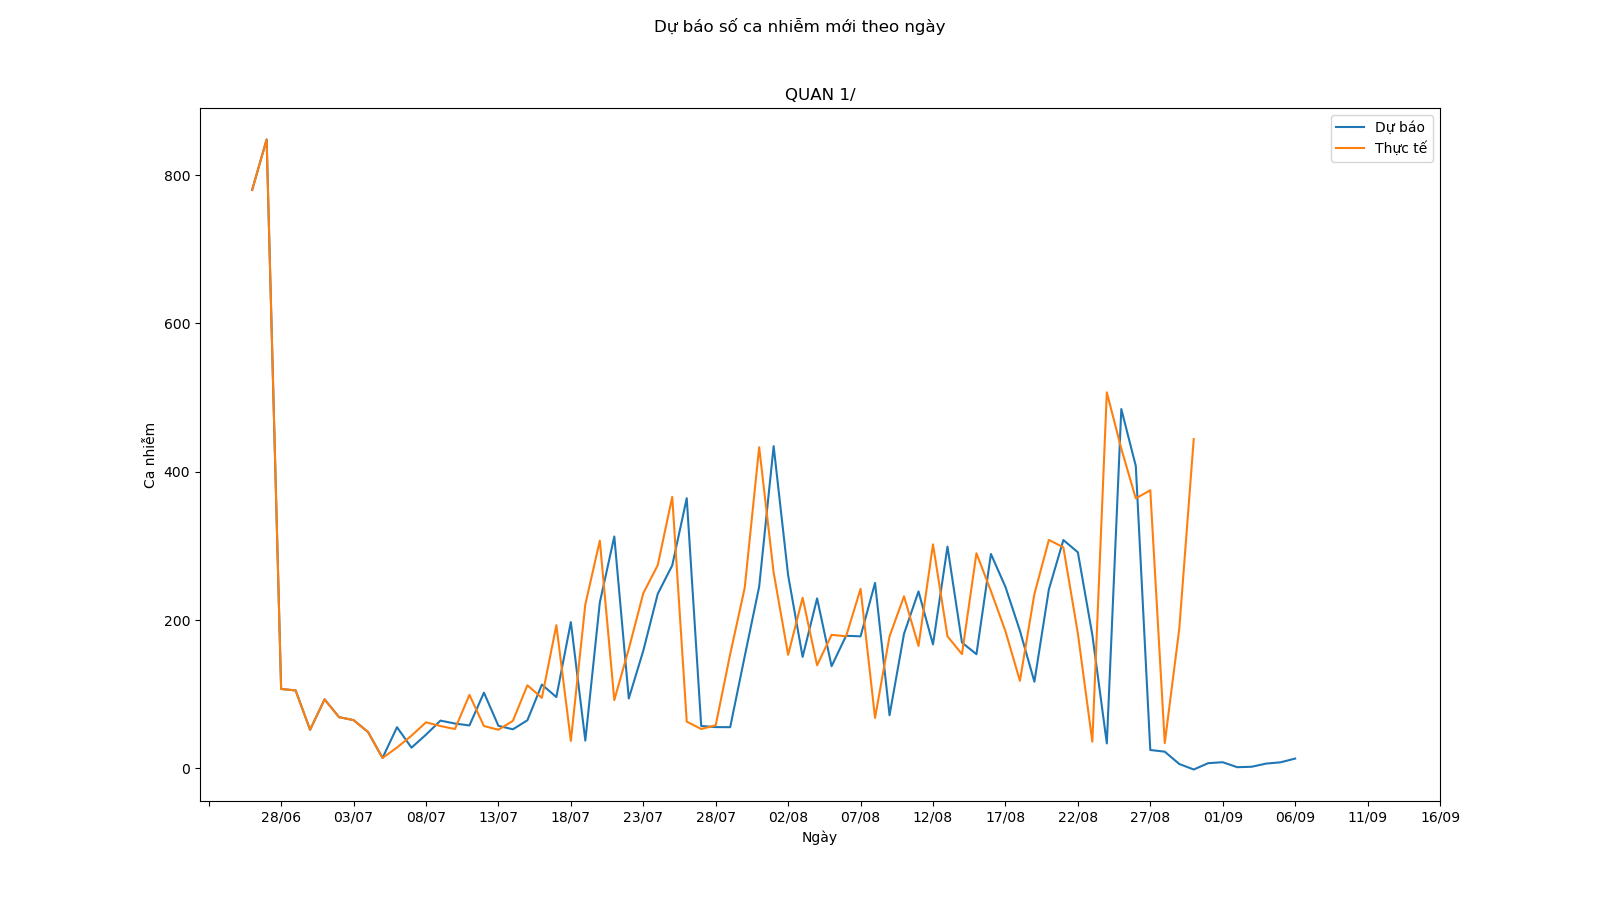 Dự báo số ca nhiễm mới theo ngày
QUAN 1/
Dự báo
Thực tế
800
600
400
200
0
Ca nhiễm
28/06 03/07 08/07 13/07 18/07 23/07 28/07 02/08 07/08 12/08 17/08 22/08 27/08 01/09 06/09 11/09 16/09
Ngày